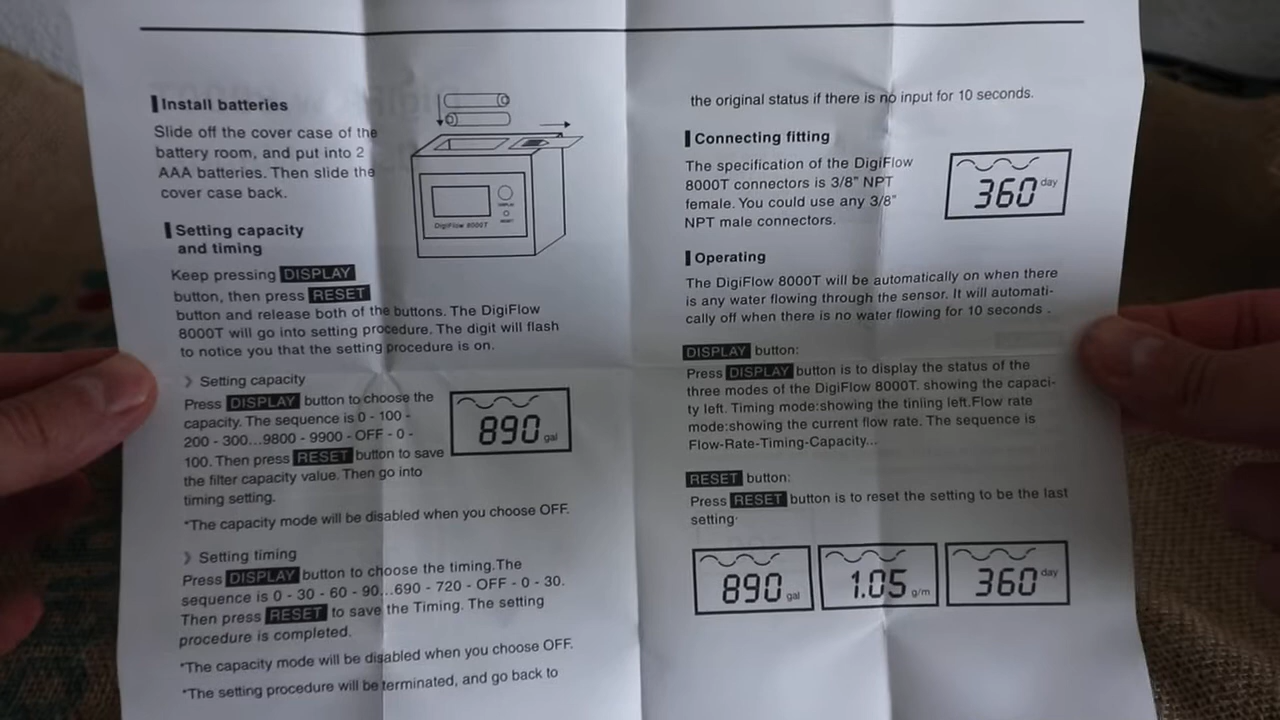 Install batteries
Slide off the cover case of the
battery room, and put into 2
AAA batteries. Then slide the
cover case back.
DISPLAY
RESET
DigiFlow 8000T
Setting capacity
and timing
Keep pressing DISPLAY
button, then press RESET
button and release both of the buttons. The DigiFlow
8000T will go into setting procedure. The digit will flash
to notice you that the setting procedure is on.
》 Setting capacity
Press DISPLAY button to choose the
capacity. The sequence is 0 - 100 -
200 - 300...9800 - 9900 - OFF - 0 -
100. Then press RESET button to save
the filter capacity value. Then go into
timing setting.
890 gal
*The capacity mode will be disabled when you choose OFF.
》 Setting timing
Press DISPLAY button to choose the timing.The
sequence is 0 - 30 - 60 - 90...690 - 720 - OFF - 0 - 30.
Then press RESET to save the Timing. The setting
procedure is completed.
*The capacity mode will be disabled when you choose OFF.
*The setting procedure will be terminated, and go back to
the original status if there is no input for 10 seconds.
Connecting fitting
The specification of the DigiFlow
8000T connectors is 3/8" NPT
female. You could use any 3/8"
NPT male connectors.
360 day
Operating
The DigiFlow 8000T will be automatically on when there
is any water flowing through the sensor. It will automati-
cally off when there is no water flowing for 10 seconds .
DISPLAY button:
Press DISPLAY button is to display the status of the
three modes of the DigiFlow 8000T. showing the capaci-
ty left. Timing mode:showing the tinling left.Flow rate
mode:showing the current flow rate. The sequence is
Flow-Rate-Timing-Capacity...
RESET button:
Press RESET button is to reset the setting to be the last
setting.
890 gal
1.05 g/m
360 day